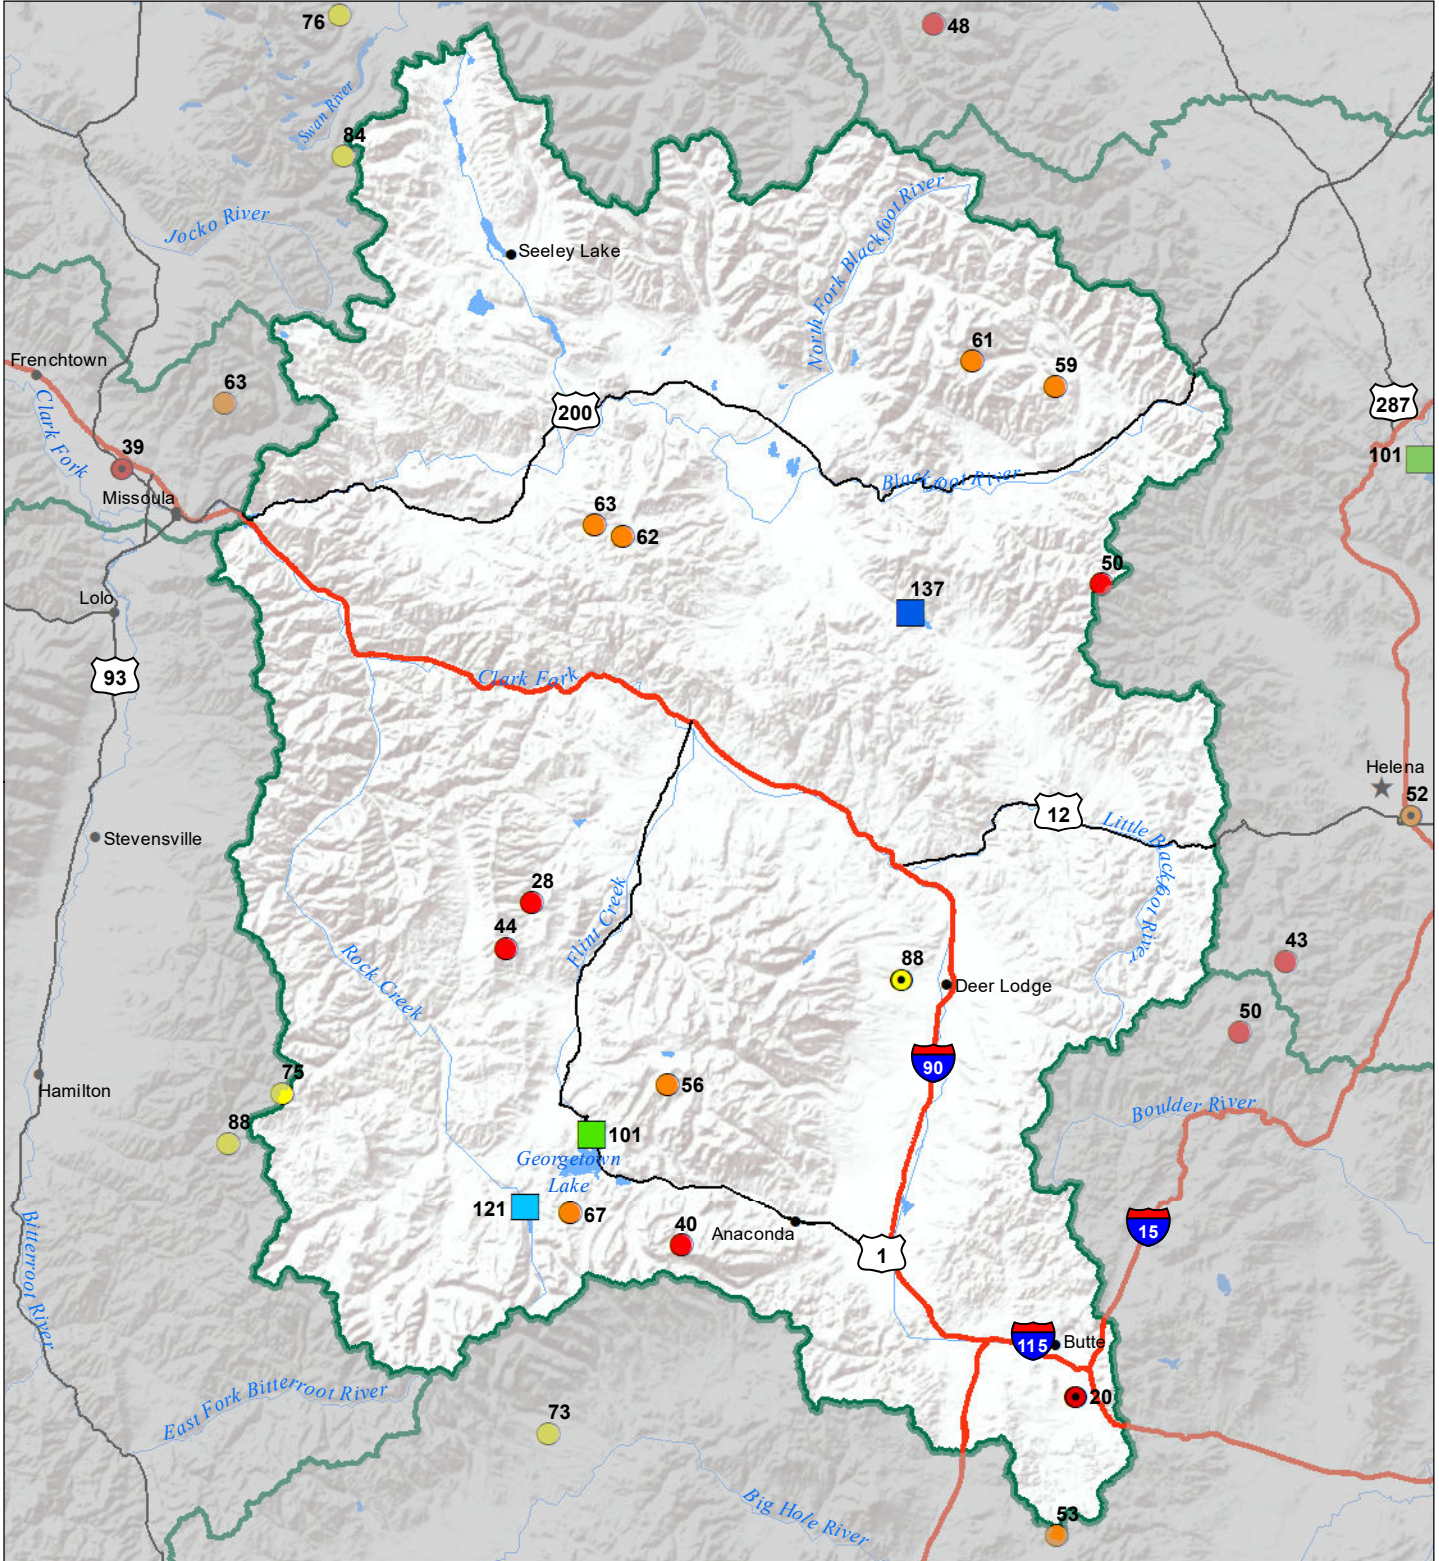 76
48
Swan River
84
Jocko River
North Fork Blackfoot River
Seeley Lake
Frenchtown
63
61
59
200
287
Clark Fork
39
101
Blackfoot River
Missoula
63
62
50
137
Lolo
93
Clark Fork
Helena
52
12
Little Blackfoot River
Stevensville
28
44
Flint Creek
Rock Creek
88
Deer Lodge
43
50
90
75
56
Hamilton
88
101
Boulder River
Georgetown
Lake
121
67
40
Anaconda
1
15
Bitterroot River
115
Butte
20
East Fork Bitterroot River
73
Big Hole River
53